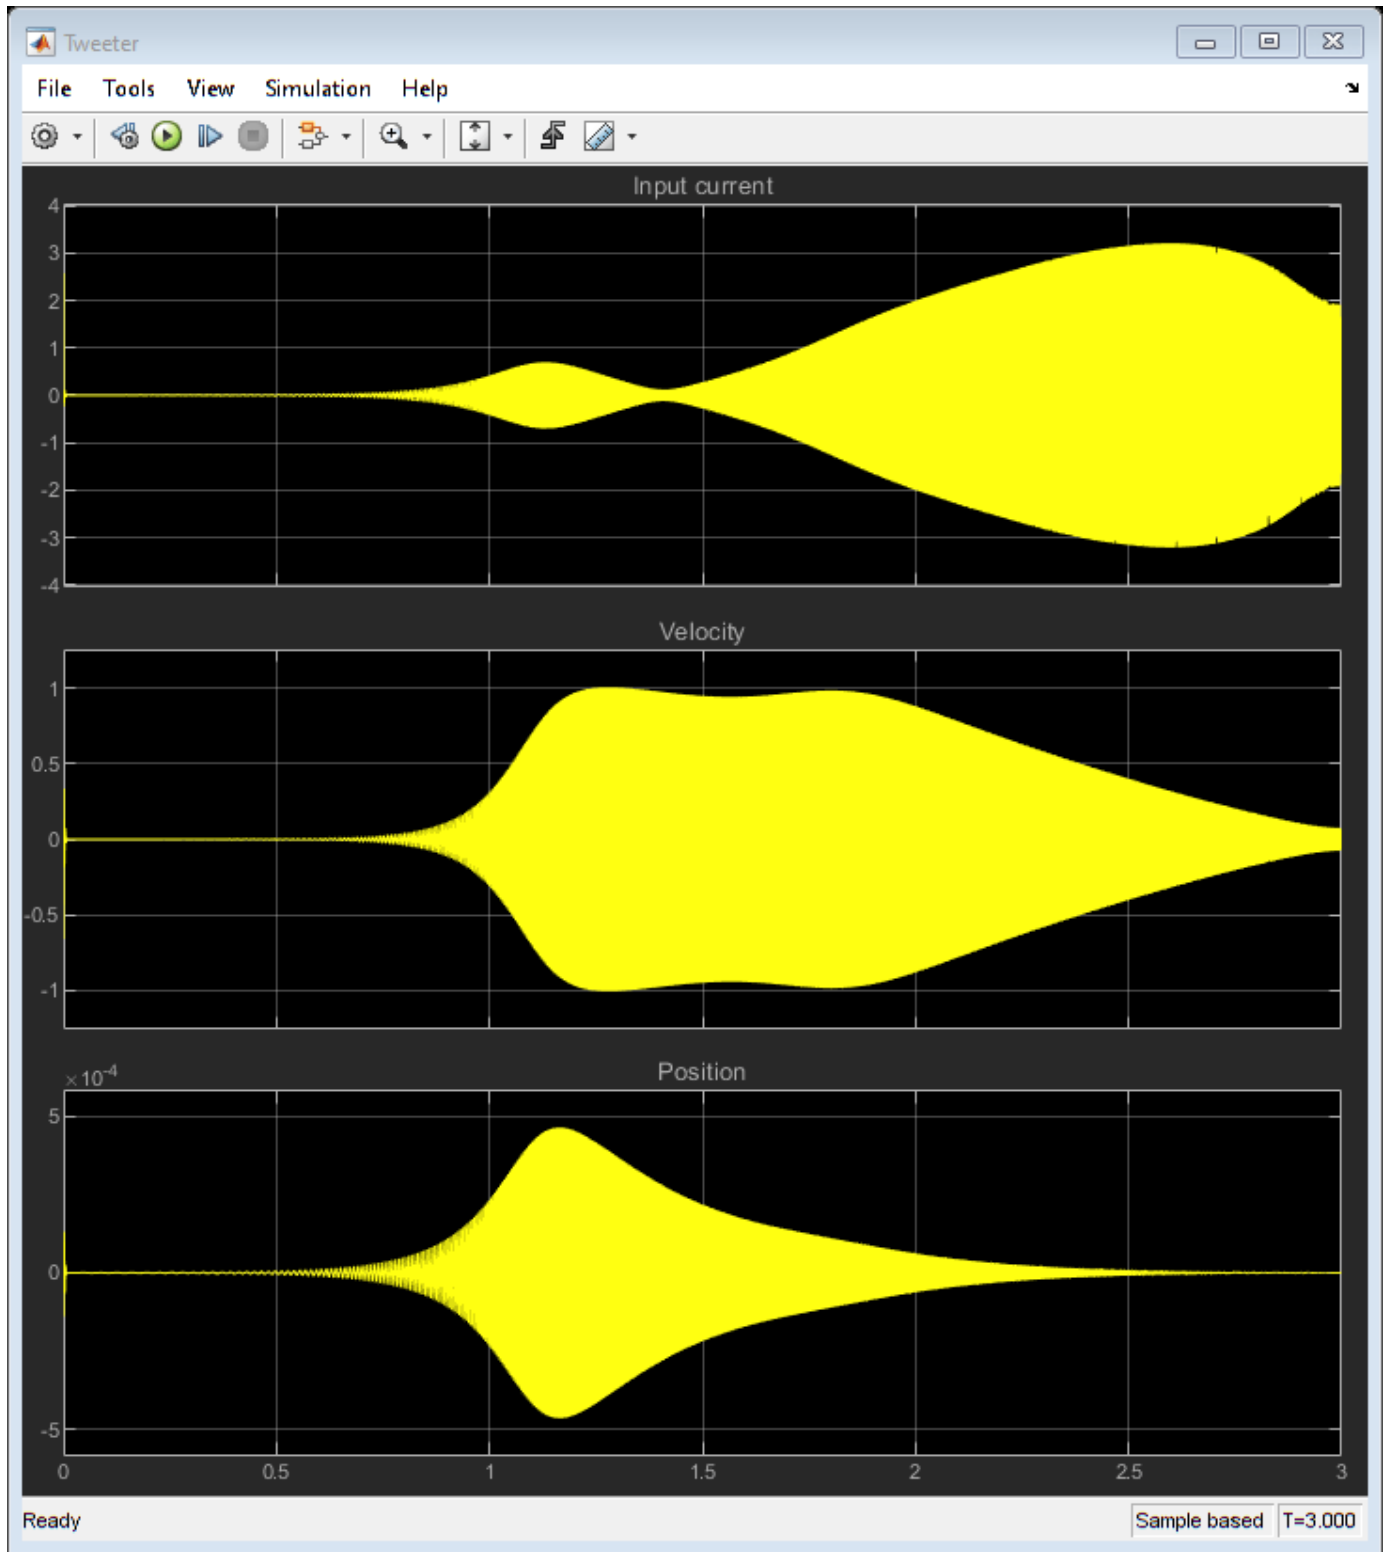 Tweeter
File Tools View Simulation Help
Input current
4
3
2
1
0
-1
-2
-3
-4
Velocity
1
0.5
0
-0.5
-1
Position
×10⁻⁴
5
0
-5
0 0.5 1 1.5 2 2.5 3
Ready Sample based T=3.000